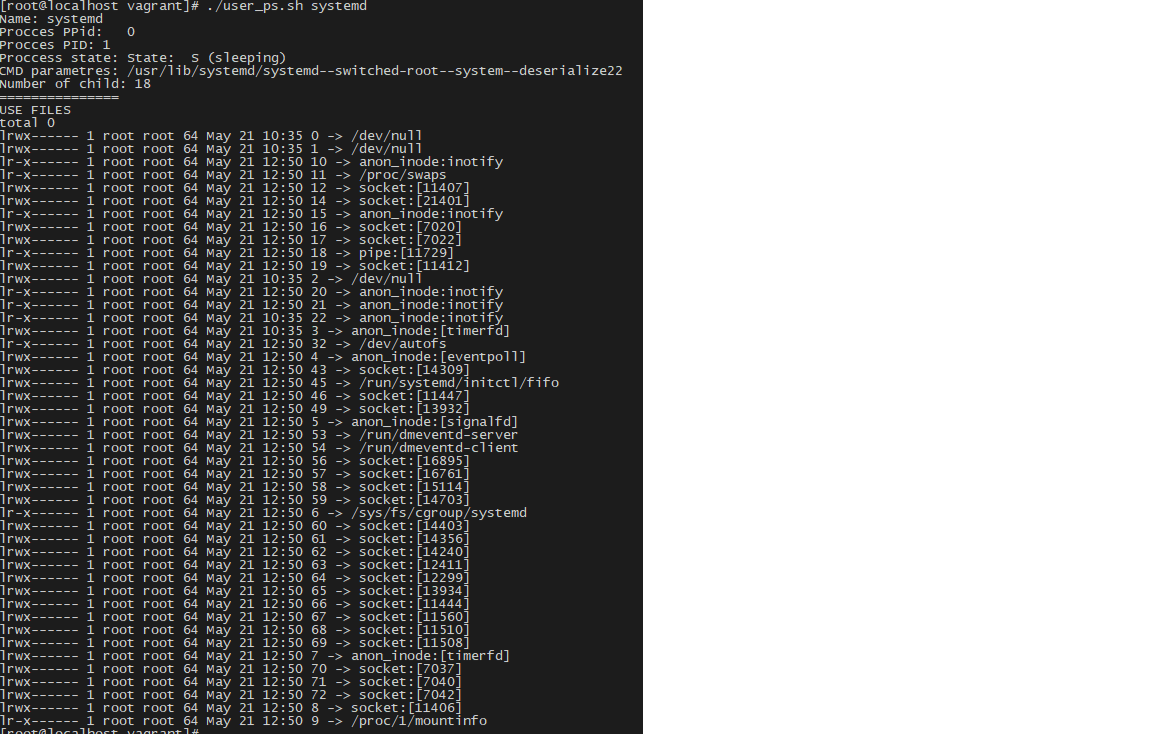 [root@localhost vagrant]# ./user_ps.sh systemd
Name: systemd
Procces PPid:   0
Procces PID: 1
Proccess state: State:  S (sleeping)
CMD parametres: /usr/lib/systemd/systemd--switched-root--system--deserialize22
Number of child: 18
===============
USE FILES
total 0
lrwx------ 1 root root 64 May 21 10:35 0 -> /dev/null
lrwx------ 1 root root 64 May 21 10:35 1 -> /dev/null
lr-x------ 1 root root 64 May 21 12:50 10 -> anon_inode:inotify
lr-x------ 1 root root 64 May 21 12:50 11 -> /proc/swaps
lrwx------ 1 root root 64 May 21 12:50 12 -> socket:[11407]
lrwx------ 1 root root 64 May 21 12:50 14 -> socket:[21401]
lr-x------ 1 root root 64 May 21 12:50 15 -> anon_inode:inotify
lrwx------ 1 root root 64 May 21 12:50 16 -> socket:[7020]
lrwx------ 1 root root 64 May 21 12:50 17 -> socket:[7022]
lr-x------ 1 root root 64 May 21 12:50 18 -> pipe:[11729]
lrwx------ 1 root root 64 May 21 12:50 19 -> socket:[11412]
lrwx------ 1 root root 64 May 21 10:35 2 -> /dev/null
lr-x------ 1 root root 64 May 21 12:50 20 -> anon_inode:inotify
lr-x------ 1 root root 64 May 21 12:50 21 -> anon_inode:inotify
lr-x------ 1 root root 64 May 21 10:35 22 -> anon_inode:inotify
lrwx------ 1 root root 64 May 21 10:35 3 -> anon_inode:[timerfd]
lr-x------ 1 root root 64 May 21 12:50 32 -> /dev/autofs
lrwx------ 1 root root 64 May 21 12:50 4 -> anon_inode:[eventpoll]
lrwx------ 1 root root 64 May 21 12:50 43 -> socket:[14309]
lrwx------ 1 root root 64 May 21 12:50 45 -> /run/systemd/initctl/fifo
lrwx------ 1 root root 64 May 21 12:50 46 -> socket:[11447]
lrwx------ 1 root root 64 May 21 12:50 49 -> socket:[13932]
lrwx------ 1 root root 64 May 21 12:50 5 -> anon_inode:[signalfd]
lrwx------ 1 root root 64 May 21 12:50 53 -> /run/dmeventd-server
lrwx------ 1 root root 64 May 21 12:50 54 -> /run/dmeventd-client
lrwx------ 1 root root 64 May 21 12:50 56 -> socket:[16895]
lrwx------ 1 root root 64 May 21 12:50 57 -> socket:[16761]
lrwx------ 1 root root 64 May 21 12:50 58 -> socket:[15114]
lrwx------ 1 root root 64 May 21 12:50 59 -> socket:[14703]
lr-x------ 1 root root 64 May 21 12:50 6 -> /sys/fs/cgroup/systemd
lrwx------ 1 root root 64 May 21 12:50 60 -> socket:[14403]
lrwx------ 1 root root 64 May 21 12:50 61 -> socket:[14356]
lrwx------ 1 root root 64 May 21 12:50 62 -> socket:[14240]
lrwx------ 1 root root 64 May 21 12:50 63 -> socket:[12411]
lrwx------ 1 root root 64 May 21 12:50 64 -> socket:[12299]
lrwx------ 1 root root 64 May 21 12:50 65 -> socket:[13934]
lrwx------ 1 root root 64 May 21 12:50 66 -> socket:[11444]
lrwx------ 1 root root 64 May 21 12:50 67 -> socket:[11560]
lrwx------ 1 root root 64 May 21 12:50 68 -> socket:[11510]
lrwx------ 1 root root 64 May 21 12:50 69 -> socket:[11508]
lrwx------ 1 root root 64 May 21 12:50 7 -> anon_inode:[timerfd]
lrwx------ 1 root root 64 May 21 12:50 70 -> socket:[7037]
lrwx------ 1 root root 64 May 21 12:50 71 -> socket:[7040]
lrwx------ 1 root root 64 May 21 12:50 72 -> socket:[7042]
lrwx------ 1 root root 64 May 21 12:50 8 -> socket:[11406]
lr-x------ 1 root root 64 May 21 12:50 9 -> /proc/1/mountinfo
[root@localhost vagrant]#